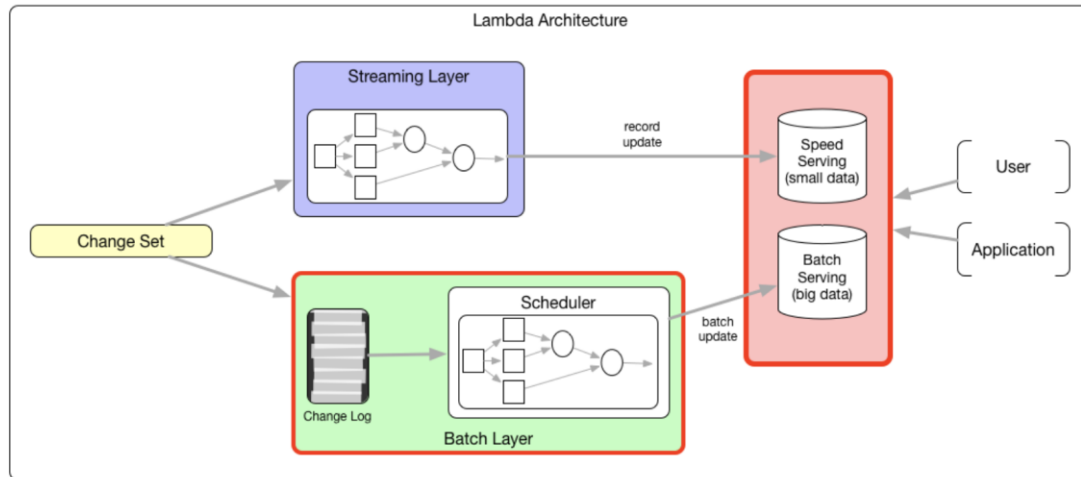 Lambda Architecture
Streaming Layer
record
update
Speed
Serving
(small data)
User
Change Set
Application
Batch
Serving
(big data)
Scheduler
batch
update
Change Log
Batch Layer